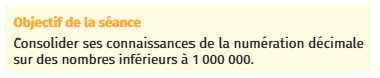 Objectif de la séance
Consolider ses connaissances de la numération décimale
sur des nombres inférieurs à 1 000 000.